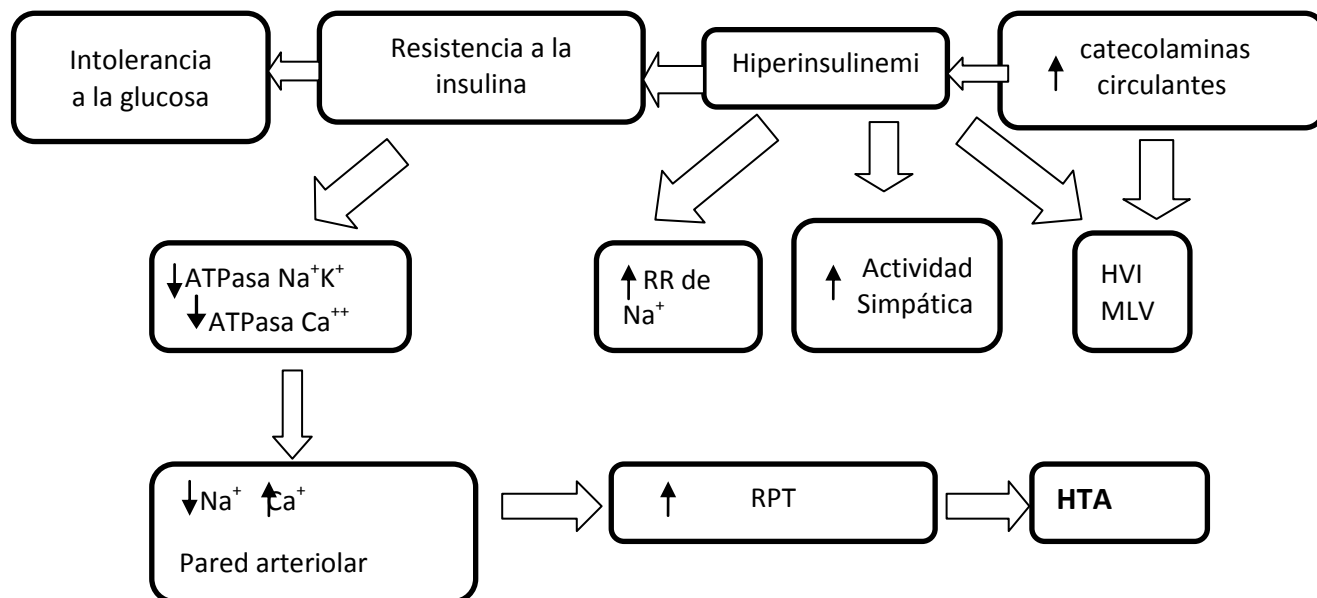 Intolerancia
a la glucosa
Resistencia a la
insulina
Hiperinsulinemi
↑ catecolaminas
circulantes
↓ATPasa Na⁺K⁺
↓ATPasa Ca⁺⁺
↑ RR de
Na⁺
↑ Actividad
Simpática
HVI
MLV
↓Na⁺ ↑Ca⁺
Pared arteriolar
↑ RPT
HTA